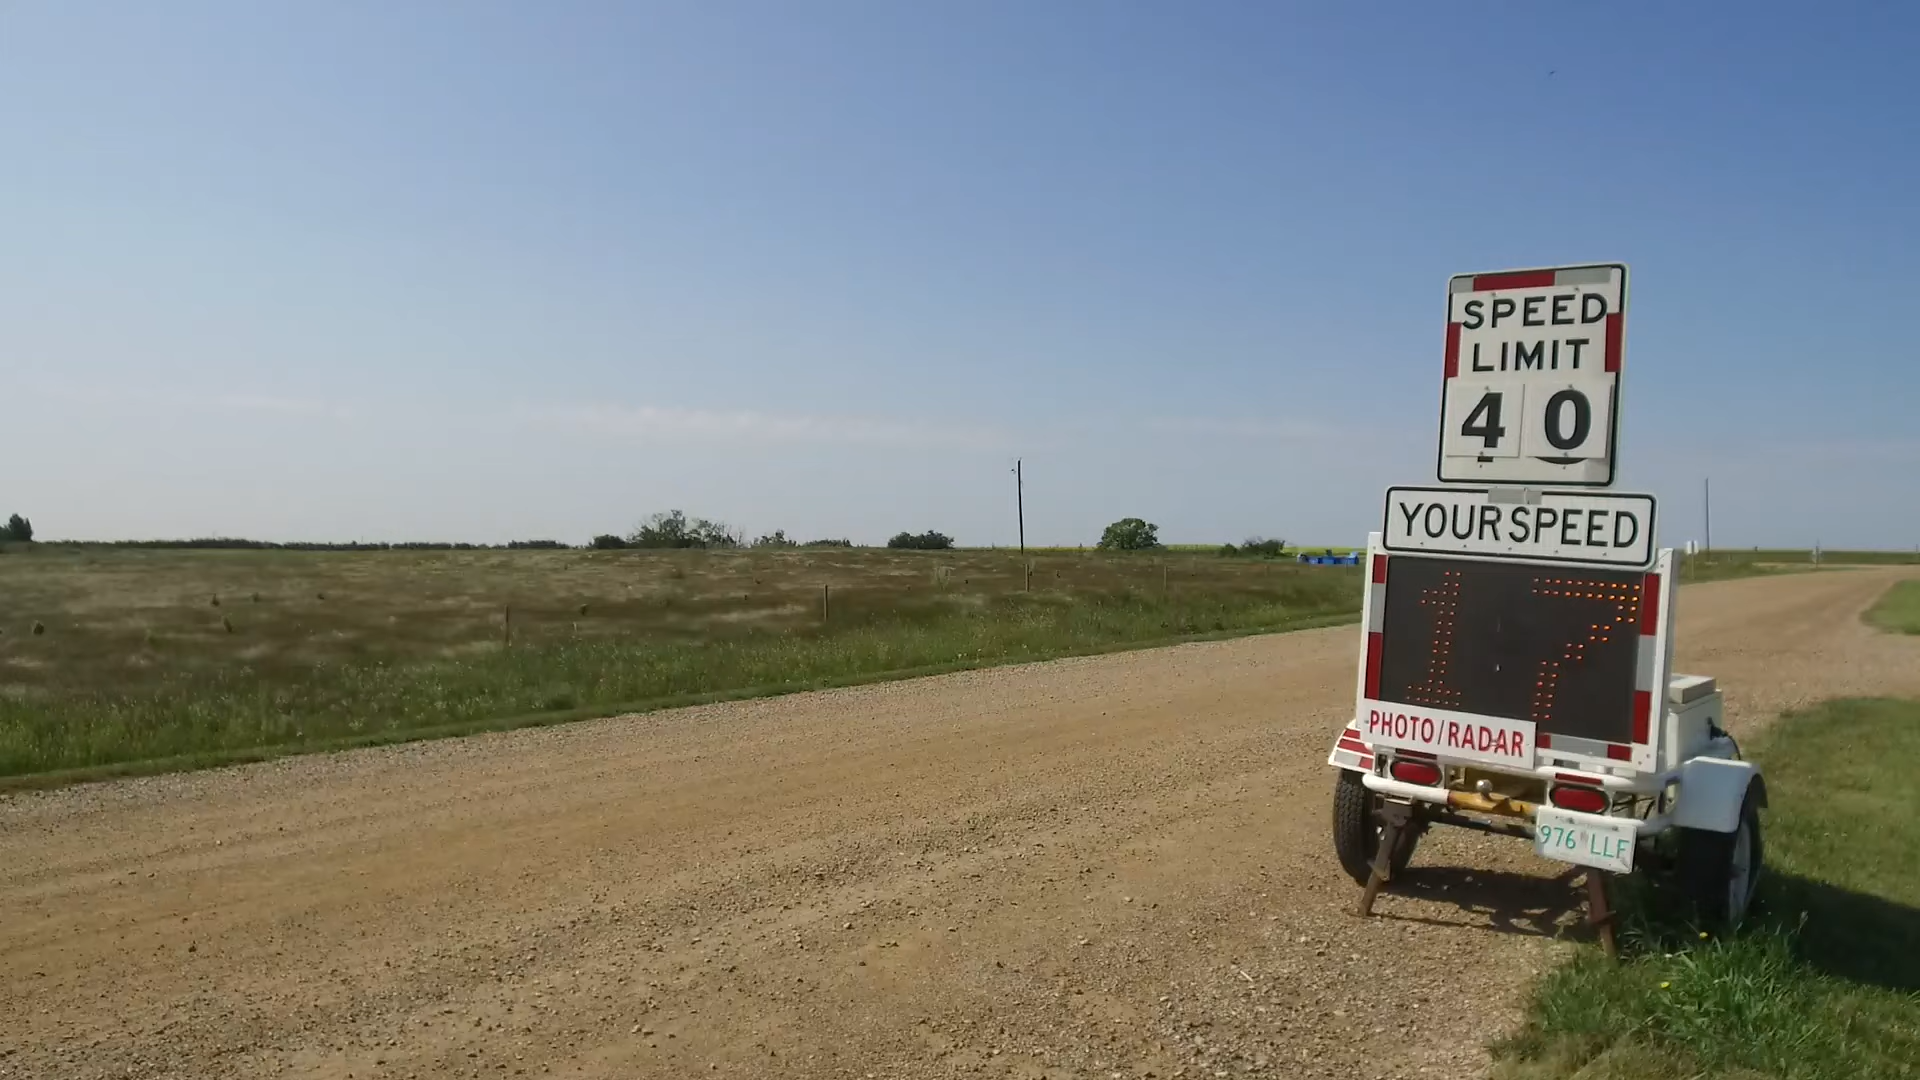 SPEED
LIMIT
40
YOUR SPEED
17
PHOTO/RADAR
976 LLF